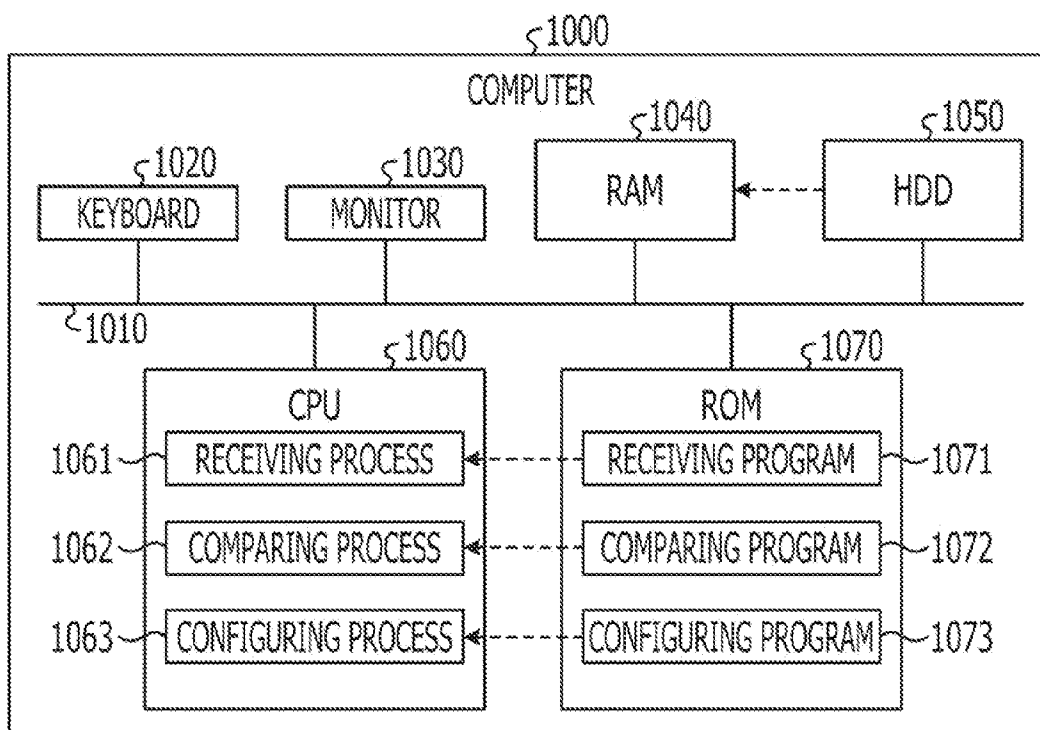 1000
COMPUTER
1040
1050
1020
1030
RAM
HDD
KEYBOARD
MONITOR
1010
1060
1070
CPU
ROM
1061
RECEIVING PROCESS
RECEIVING PROGRAM
1071
1062
COMPARING PROCESS
COMPARING PROGRAM
1072
1063
CONFIGURING PROCESS
CONFIGURING PROGRAM
1073